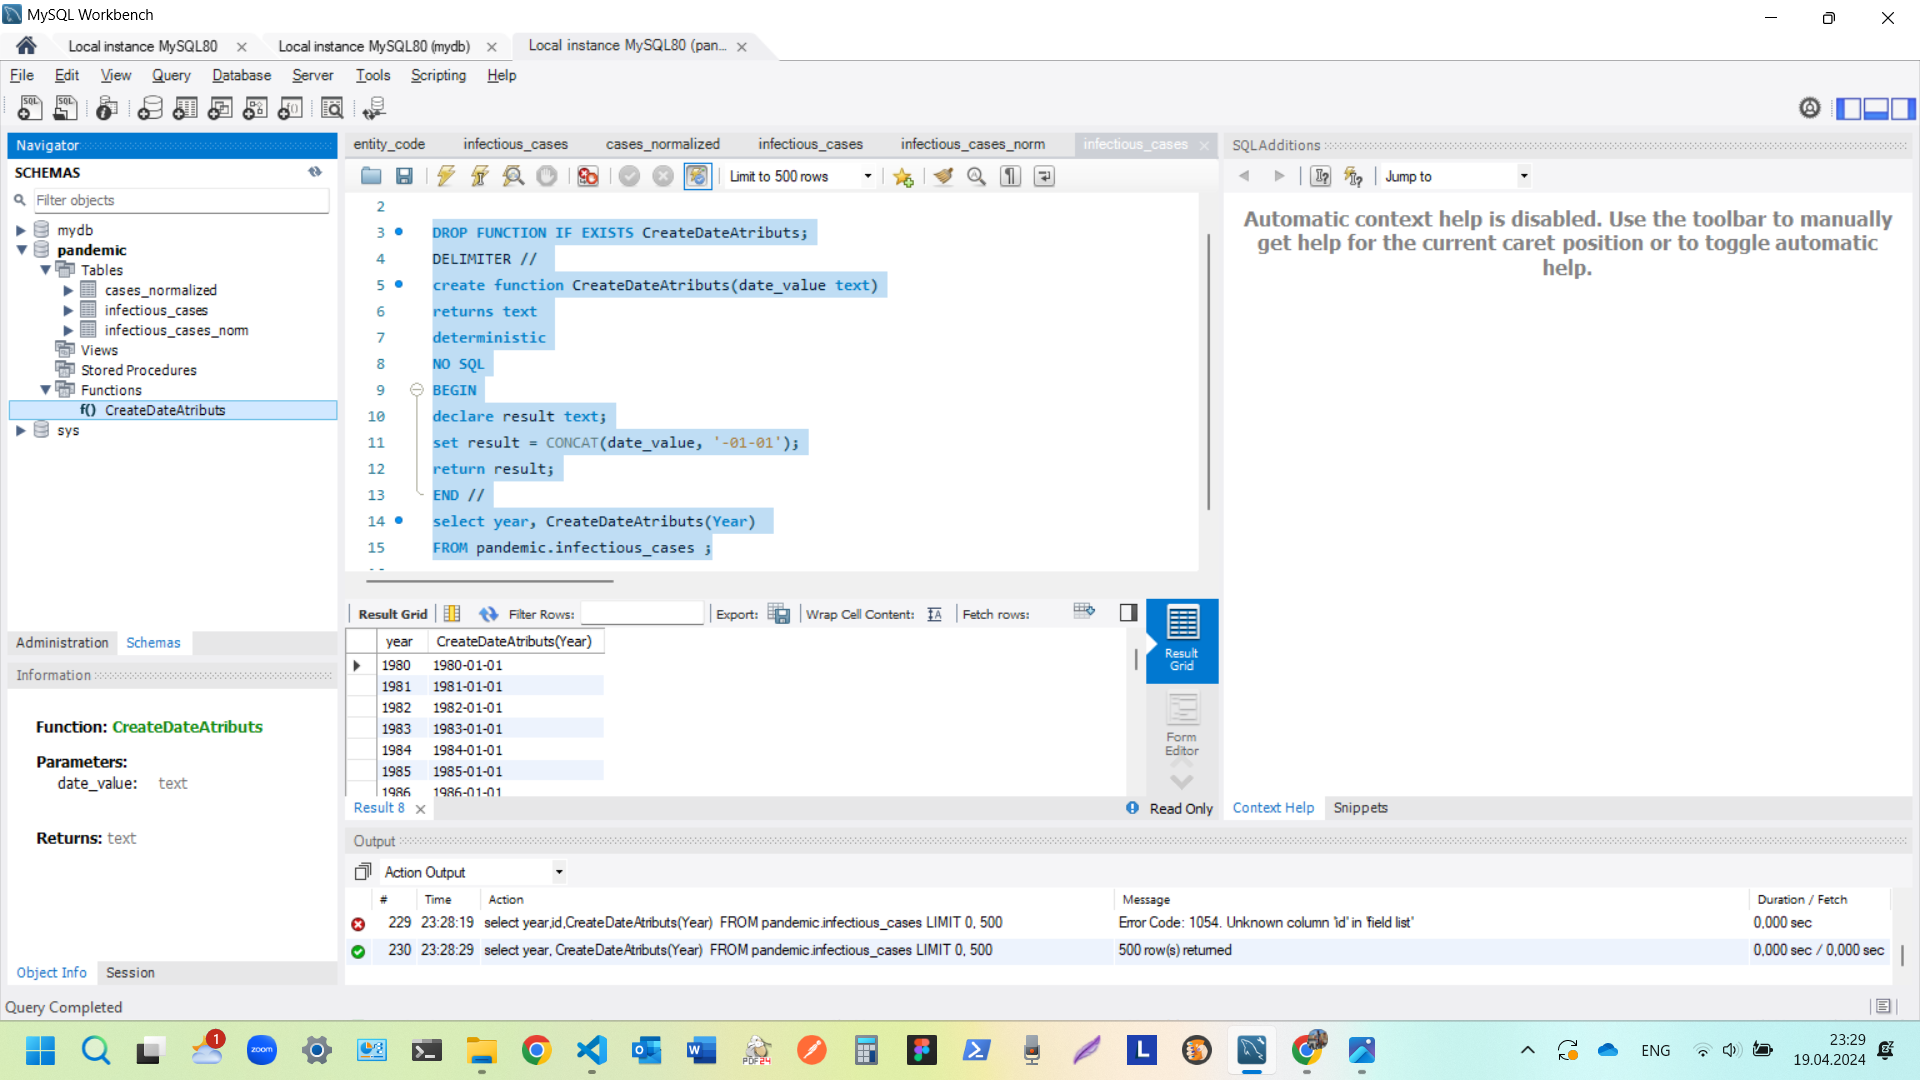 MySQL Workbench
Local instance MySQL80
Local instance MySQL80 (mydb)
Local instance MySQL80 (pan...
File Edit View Query Database Server Tools Scripting Help
Navigator
SCHEMAS
Filter objects
mydb
pandemic
Tables
cases_normalized
infectious_cases
infectious_cases_norm
Views
Stored Procedures
Functions
f() CreateDateAtributs
sys
Administration Schemas
Information
Function: CreateDateAtributs
Parameters:
date_value: text
Returns: text
Object Info Session
Query Completed
entity_code infectious_cases cases_normalized infectious_cases infectious_cases_norm infectious_cases
Limit to 500 rows
2
3 DROP FUNCTION IF EXISTS CreateDateAtributs;
4 DELIMITER //
5 create function CreateDateAtributs(date_value text)
6 returns text
7 deterministic
8 NO SQL
9 BEGIN
10 declare result text;
11 set result = CONCAT(date_value, '-01-01');
12 return result;
13 END //
14 select year, CreateDateAtributs(Year)
15 FROM pandemic.infectious_cases ;
Result Grid Filter Rows: Export: Wrap Cell Content: Fetch rows:
year CreateDateAtributs(Year)
1980 1980-01-01
1981 1981-01-01
1982 1982-01-01
1983 1983-01-01
1984 1984-01-01
1985 1985-01-01
1986 1986-01-01
Result Grid
Form Editor
Result 8
Read Only
SQLAdditions
Jump to
Automatic context help is disabled. Use the toolbar to manually
get help for the current caret position or to toggle automatic
help.
Context Help Snippets
Output
Action Output
# Time Action Message Duration / Fetch
229 23:28:19 select year,id,CreateDateAtributs(Year) FROM pandemic.infectious_cases LIMIT 0, 500 Error Code: 1054. Unknown column 'id' in 'field list' 0,000 sec
230 23:28:29 select year, CreateDateAtributs(Year) FROM pandemic.infectious_cases LIMIT 0, 500 500 row(s) returned 0,000 sec / 0,000 sec
1
zoom
PDF24
L
ENG
23:29
19.04.2024